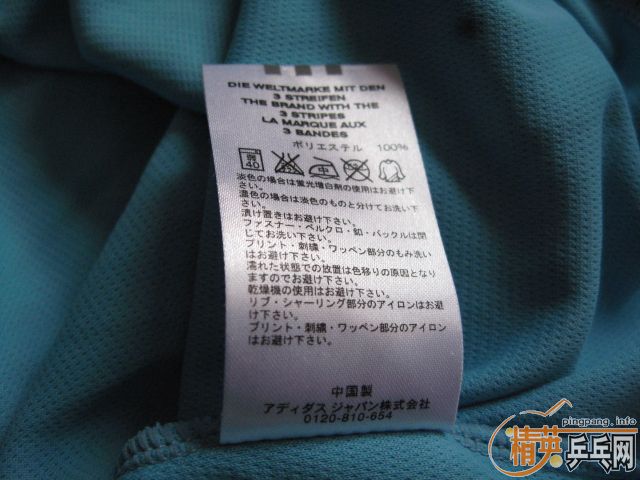 DIE WELTMARKE MIT DEN
3 STREIFEN
THE BRAND WITH THE
3 STRIPES
LA MARQUE AUX
3 BANDES
ポリエステル 100%
40 中
淡色の場合は蛍光増白剤の使用はお避け下
さい。
濃色の場合は淡色のものと分けてお洗い下
さい。
漬け置きはお避け下さい。
ファスナー・ベルクロ・釦・バックルは閉
じてお洗い下さい。
プリント・刺繍・ワッペン部分のもみ洗い
はお避け下さい。
濡れた状態での放置は色移りの原因となり
ますのでお避け下さい。
乾燥機の使用はお避け下さい。
リブ・シャーリング部分のアイロンはお避
け下さい。
プリント・刺繍・ワッペン部分のアイロン
はお避け下さい。
中国製
アディダス ジャパン株式会社
0120-810-654
pingpang.info
精英乒乓网